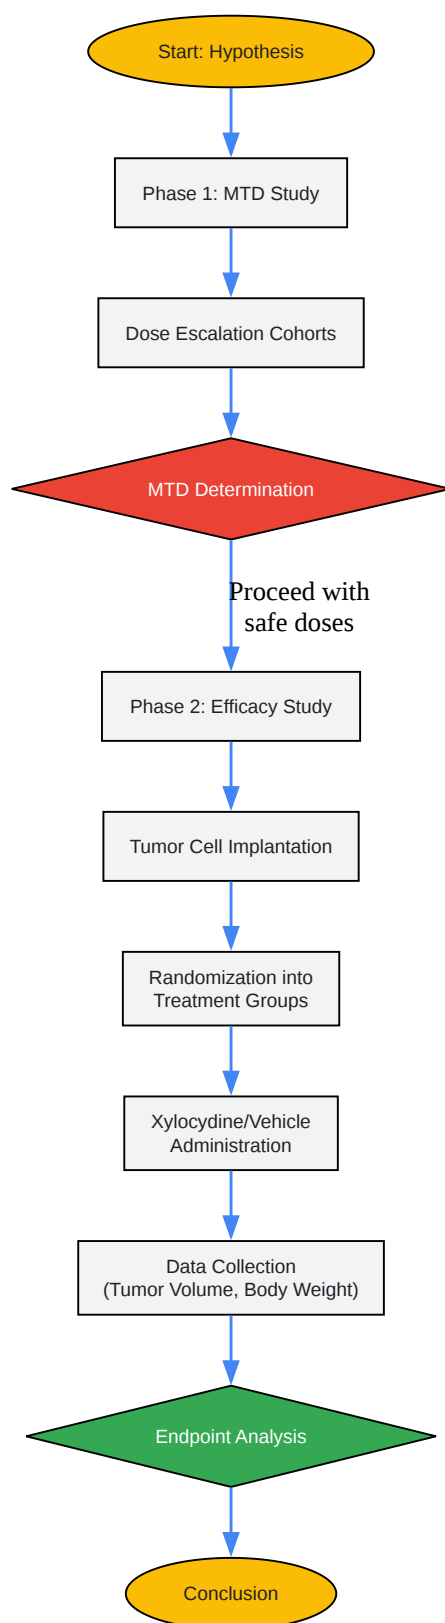 Start: Hypothesis
Phase 1: MTD Study
Dose Escalation Cohorts
MTD Determination
Proceed with
safe doses
Phase 2: Efficacy Study
Tumor Cell Implantation
Randomization into
Treatment Groups
Xylocydine/Vehicle
Administration
Data Collection
(Tumor Volume, Body Weight)
Endpoint Analysis
Conclusion